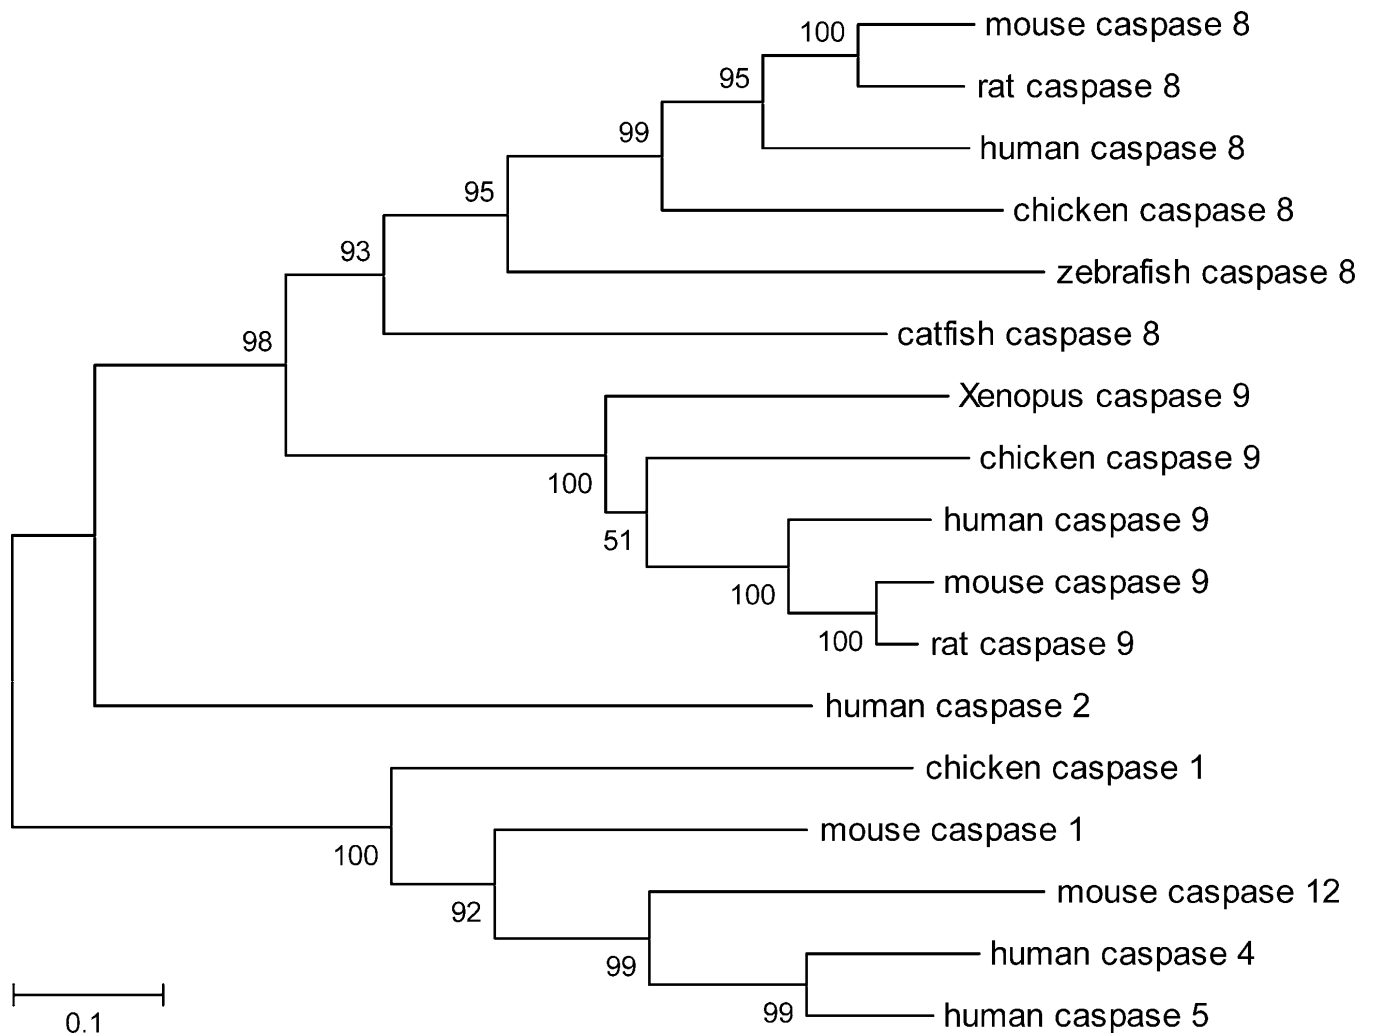 100
mouse caspase 8
95
rat caspase 8
99
human caspase 8
95
chicken caspase 8
93
zebrafish caspase 8
98
catfish caspase 8
Xenopus caspase 9
chicken caspase 9
100
human caspase 9
51
mouse caspase 9
100
rat caspase 9
100
human caspase 2
chicken caspase 1
mouse caspase 1
100
mouse caspase 12
92
human caspase 4
99
human caspase 5
99
0.1